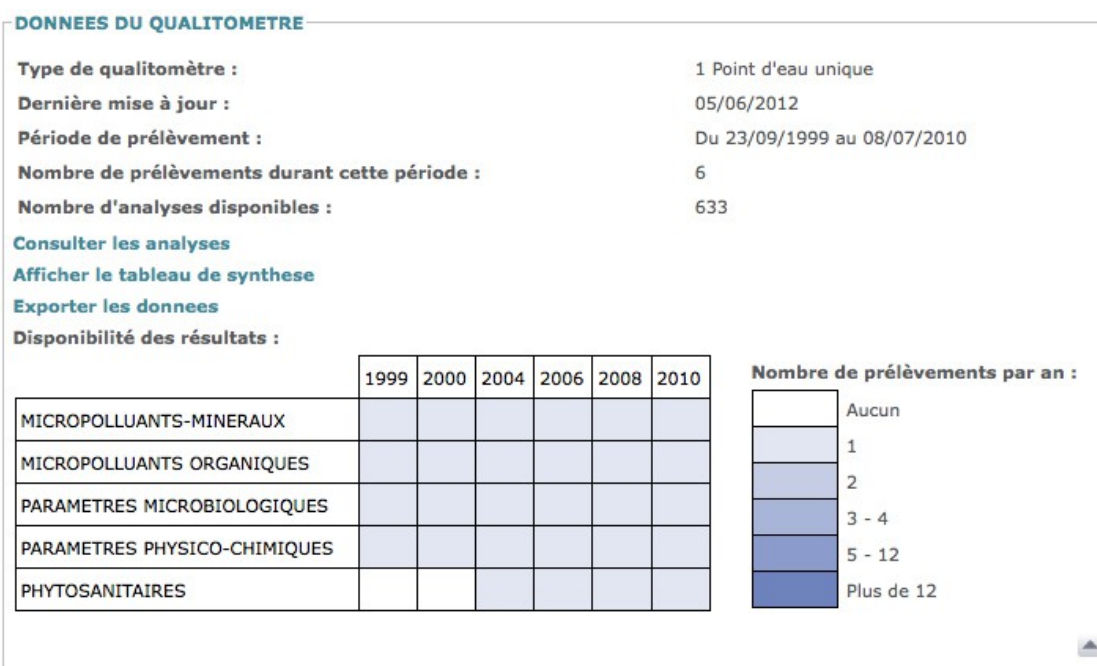 DONNEES DU QUALITOMETRE
Type de qualitomètre : 1 Point d'eau unique
Dernière mise à jour : 05/06/2012
Période de prélèvement : Du 23/09/1999 au 08/07/2010
Nombre de prélèvements durant cette période : 6
Nombre d'analyses disponibles : 633
Consulter les analyses
Afficher le tableau de synthese
Exporter les donnees
Disponibilité des résultats :
1999 2000 2004 2006 2008 2010
MICROPOLLUANTS-MINERAUX
MICROPOLLUANTS ORGANIQUES
PARAMETRES MICROBIOLOGIQUES
PARAMETRES PHYSICO-CHIMIQUES
PHYTOSANITAIRES
Nombre de prélèvements par an :
Aucun
1
2
3 - 4
5 - 12
Plus de 12